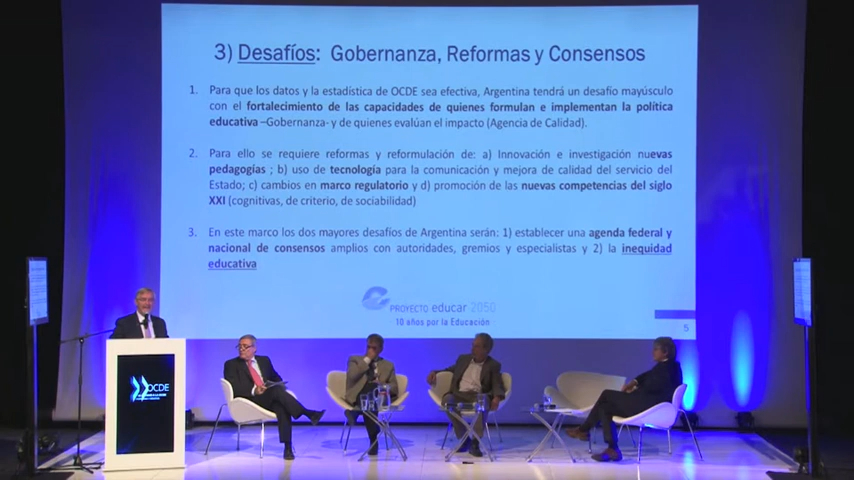 3) Desafíos: Gobernanza, Reformas y Consensos
1. Para que los datos y la estadística de OCDE sea efectiva, Argentina tendrá un desafío mayúsculo
con el fortalecimiento de las capacidades de quienes formulan e implementan la política
educativa –Gobernanza- y de quienes evalúan el impacto (Agencia de Calidad).
2. Para ello se requiere reformas y reformulación de: a) Innovación e investigación nuevas
pedagogías ; b) uso de tecnología para la comunicación y mejora de calidad del servicio del
Estado; c) cambios en marco regulatorio y d) promoción de las nuevas competencias del siglo
XXI (cognitivas, de criterio, de sociabilidad)
3. En este marco los dos mayores desafíos de Argentina serán: 1) establecer una agenda federal y
nacional de consensos amplios con autoridades, gremios y especialistas y 2) la inequidad
educativa
PROYECTO educar 2050
10 años por la Educación
5
OCDE